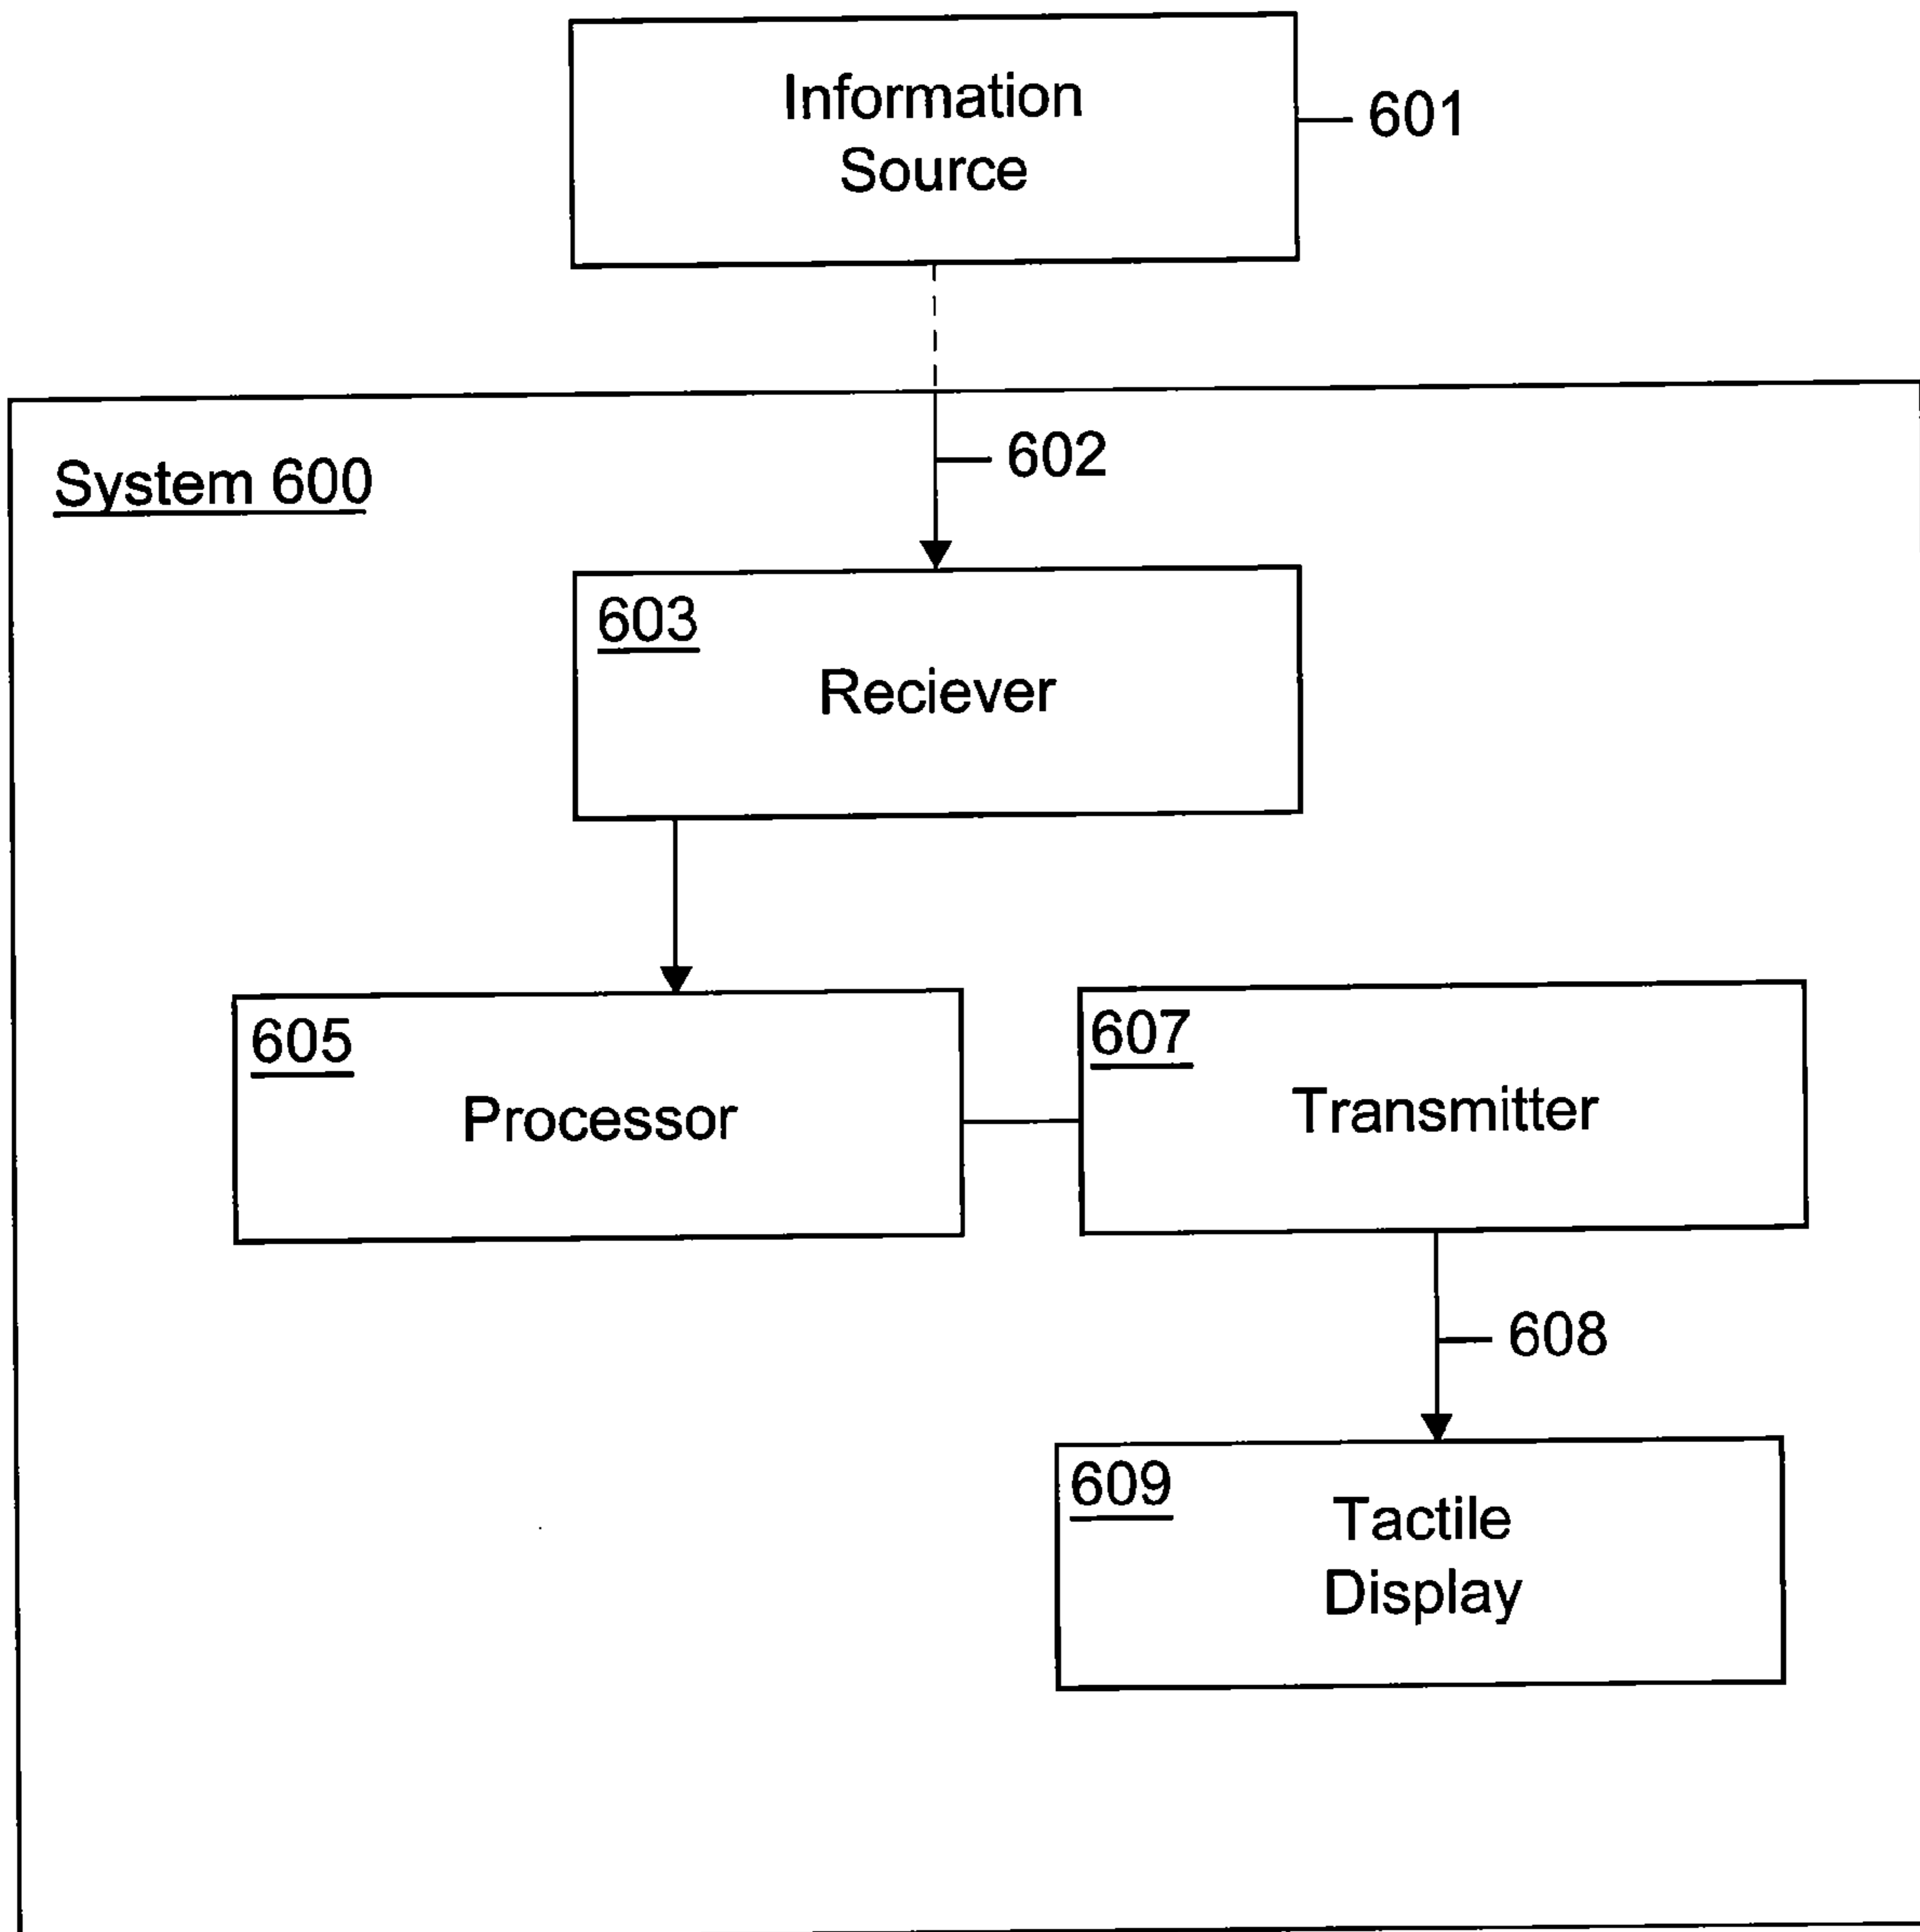 Information
Source
601
602
System 600
603
Reciever
605
Processor
607
Transmitter
608
609
Tactile
Display